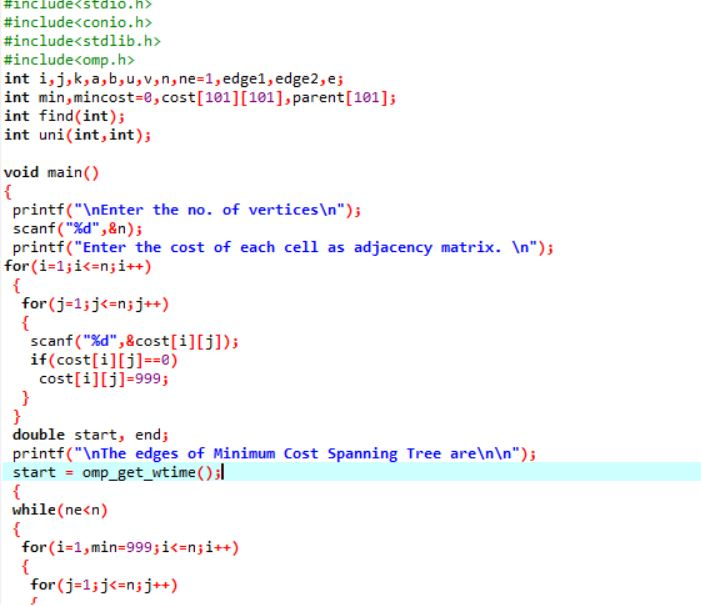 #include<stdio.h>
#include<conio.h>
#include<stdlib.h>
#include<omp.h>
int i,j,k,a,b,u,v,n,ne=1,edge1,edge2,e;
int min,mincost=0,cost[101][101],parent[101];
int find(int);
int uni(int,int);
void main()
{
printf("\nEnter the no. of vertices\n");
scanf("%d",&n);
printf("Enter the cost of each cell as adjacency matrix. \n");
for(i=1;i<=n;i++)
{
for(j=1;j<=n;j++)
{
scanf("%d",&cost[i][j]);
if(cost[i][j]==0)
cost[i][j]=999;
}
}
double start, end;
printf("\nThe edges of Minimum Cost Spanning Tree are\n\n");
start = omp_get_wtime();
{
while(ne<n)
{
for(i=1,min=999;i<=n;i++)
{
for(j=1;j<=n;j++)
{